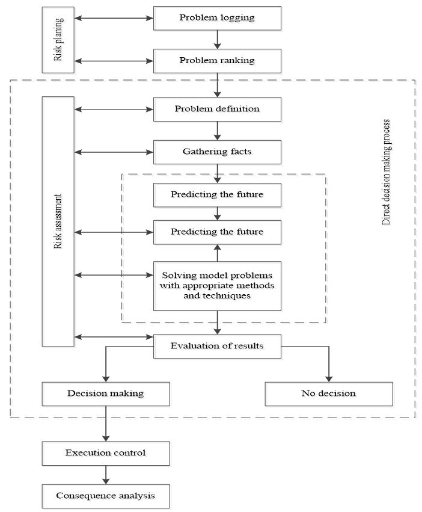 Problem logging
Risk planing
Problem ranking
Problem definition
Gathering facts
Predicting the future
Predicting the future
Solving model problems
with appropriate methods
and techniques
Evaluation of results
Risk assessment
Direct decision making process
Decision making
No decision
Execution control
Consequence analysis